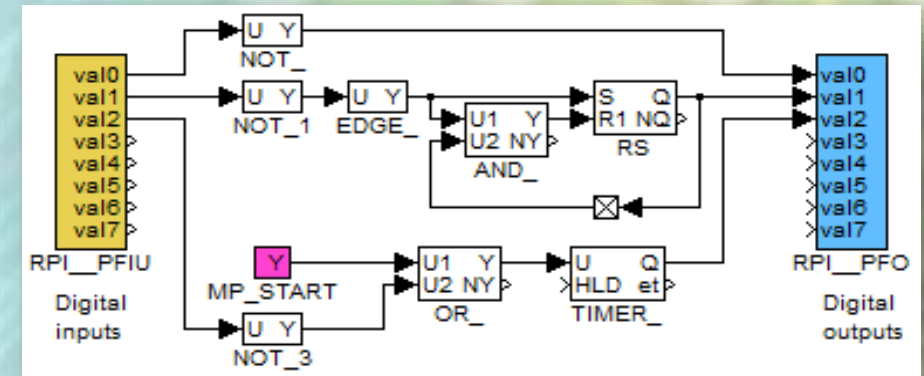 val0
val1
val2
val3
val4
val5
val6
val7
RPI__PFIU
Digital
inputs
U Y
NOT_
U Y
NOT_1
U Y
EDGE_
U1 Y
U2 NY
AND_
S Q
R1 NQ
RS
Y
MP_START
U Y
NOT_3
U1 Y
U2 NY
OR_
U Q
HLD et
TIMER_
val0
val1
val2
val3
val4
val5
val6
val7
RPI__PFO
Digital
outputs